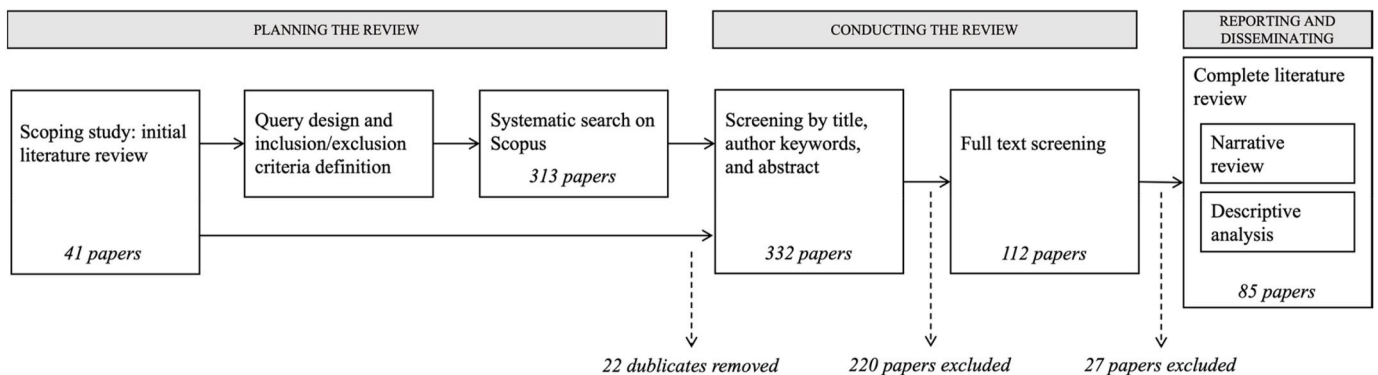 PLANNING THE REVIEW
CONDUCTING THE REVIEW
REPORTING AND
DISSEMINATING
Scoping study: initial
literature review
41 papers
Query design and
inclusion/exclusion
criteria definition
Systematic search on
Scopus
313 papers
Screening by title,
author keywords,
and abstract
332 papers
Full text screening
112 papers
Complete literature
review
Narrative
review
Descriptive
analysis
85 papers
22 dublicates removed
220 papers excluded
27 papers excluded